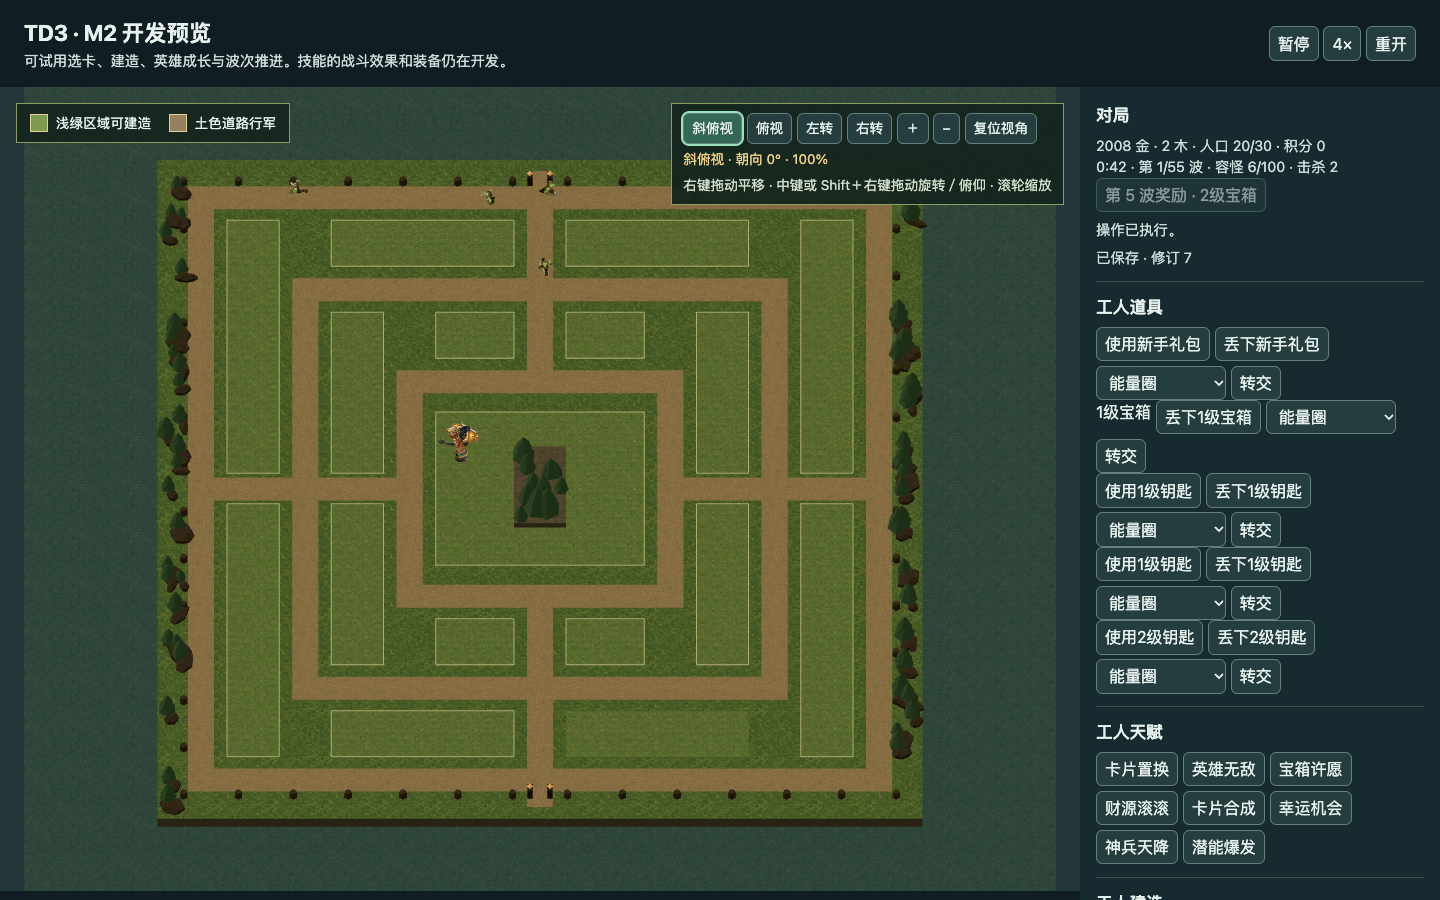 TD3 · M2 开发预览
可试用选卡、建造、英雄成长与波次推进。技能的战斗效果和装备仍在开发。
暂停 4× 重开
浅绿区域可建造 土色道路行军
斜俯视 俯视 左转 右转 + − 复位视角
斜俯视 · 朝向 0° · 100%
右键拖动平移 · 中键或 Shift＋右键拖动旋转 / 俯仰 · 滚轮缩放
对局
2008 金 · 2 木 · 人口 20/30 · 积分 0
0:42 · 第 1/55 波 · 容怪 6/100 · 击杀 2
第 5 波奖励 · 2级宝箱
操作已执行。
已保存 · 修订 7
工人道具
使用新手礼包 丢下新手礼包
能量圈 转交
1级宝箱 丢下1级宝箱 能量圈
转交
使用1级钥匙 丢下1级钥匙
能量圈 转交
使用1级钥匙 丢下1级钥匙
能量圈 转交
使用2级钥匙 丢下2级钥匙
能量圈 转交
工人天赋
卡片置换 英雄无敌 宝箱许愿
财源滚滚 卡片合成 幸运机会
神兵天降 潜能爆发